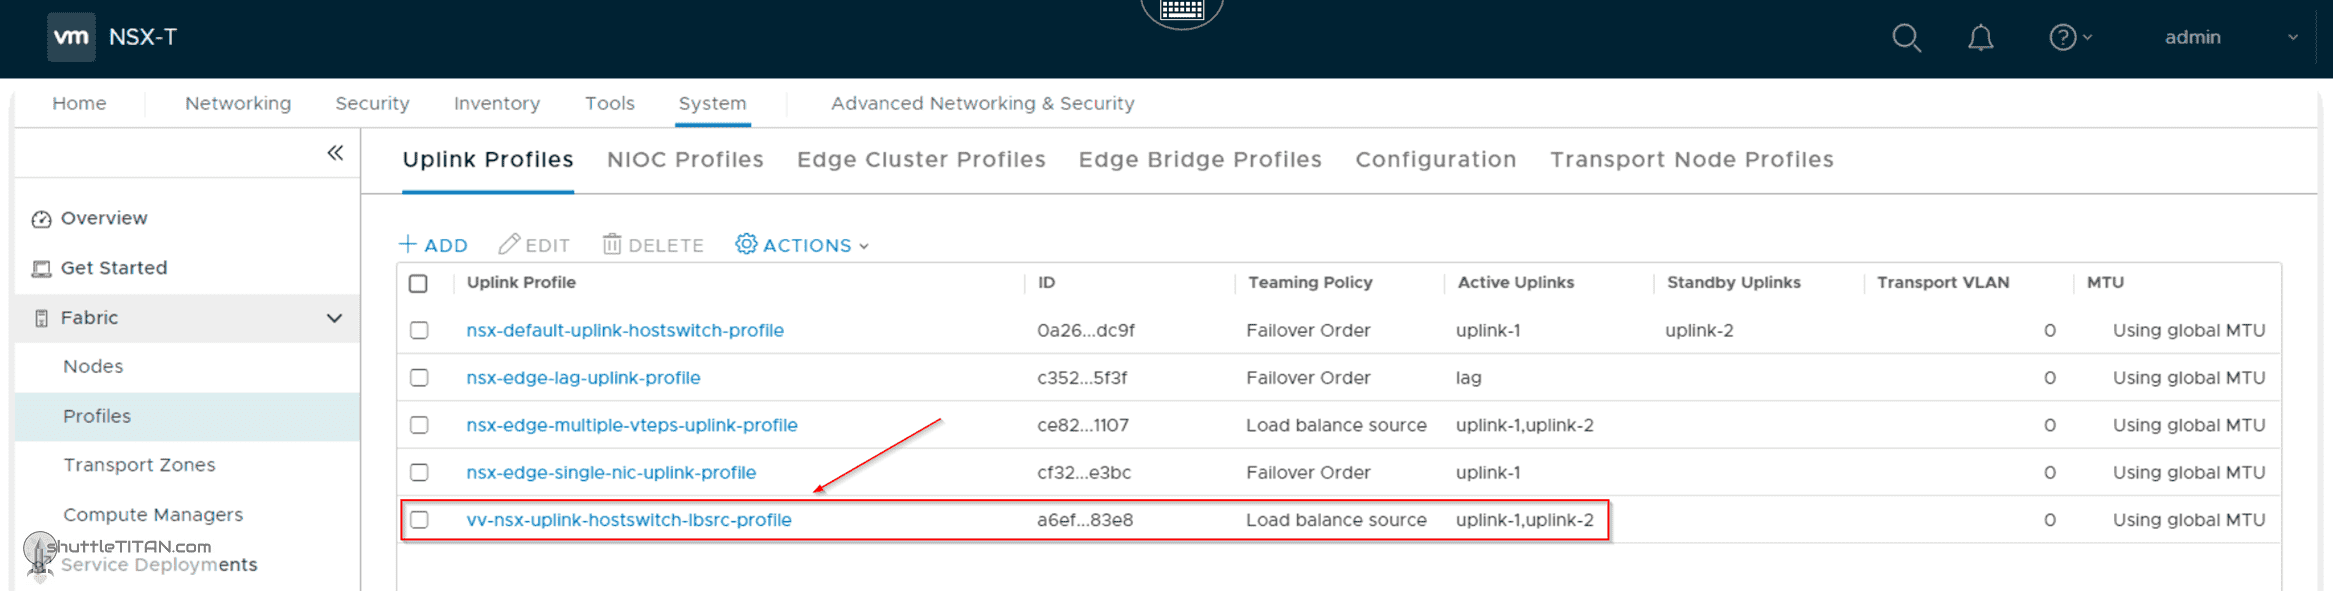 vm NSX-T admin
Home Networking Security Inventory Tools System Advanced Networking & Security
Uplink Profiles NIOC Profiles Edge Cluster Profiles Edge Bridge Profiles Configuration Transport Node Profiles
Overview
Get Started
Fabric
Nodes
Profiles
Transport Zones
Compute Managers
Service Deployments
shuttleTITAN.com
+ ADD EDIT DELETE ACTIONS
Uplink Profile ID Teaming Policy Active Uplinks Standby Uplinks Transport VLAN MTU
nsx-default-uplink-hostswitch-profile 0a26...dc9f Failover Order uplink-1 uplink-2 0 Using global MTU
nsx-edge-lag-uplink-profile c352...5f3f Failover Order lag 0 Using global MTU
nsx-edge-multiple-vteps-uplink-profile ce82...1107 Load balance source uplink-1,uplink-2 0 Using global MTU
nsx-edge-single-nic-uplink-profile cf32...e3bc Failover Order uplink-1 0 Using global MTU
vv-nsx-uplink-hostswitch-lbsrc-profile a6ef...83e8 Load balance source uplink-1,uplink-2 0 Using global MTU